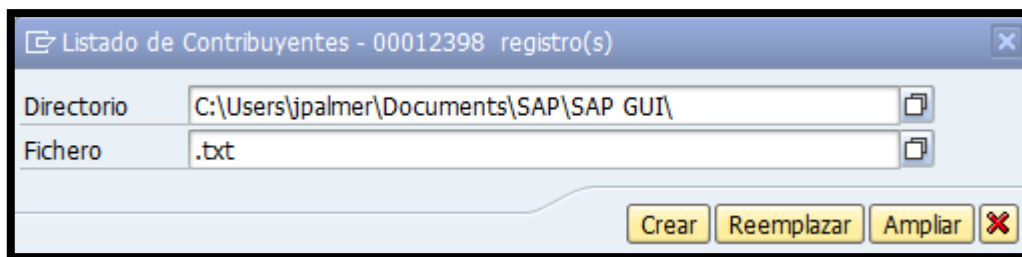 Listado de Contribuyentes - 00012398 registro(s)
Directorio C:\Users\jpalmer\Documents\SAP\SAP GUI\
Fichero .txt
Crear Reemplazar Ampliar